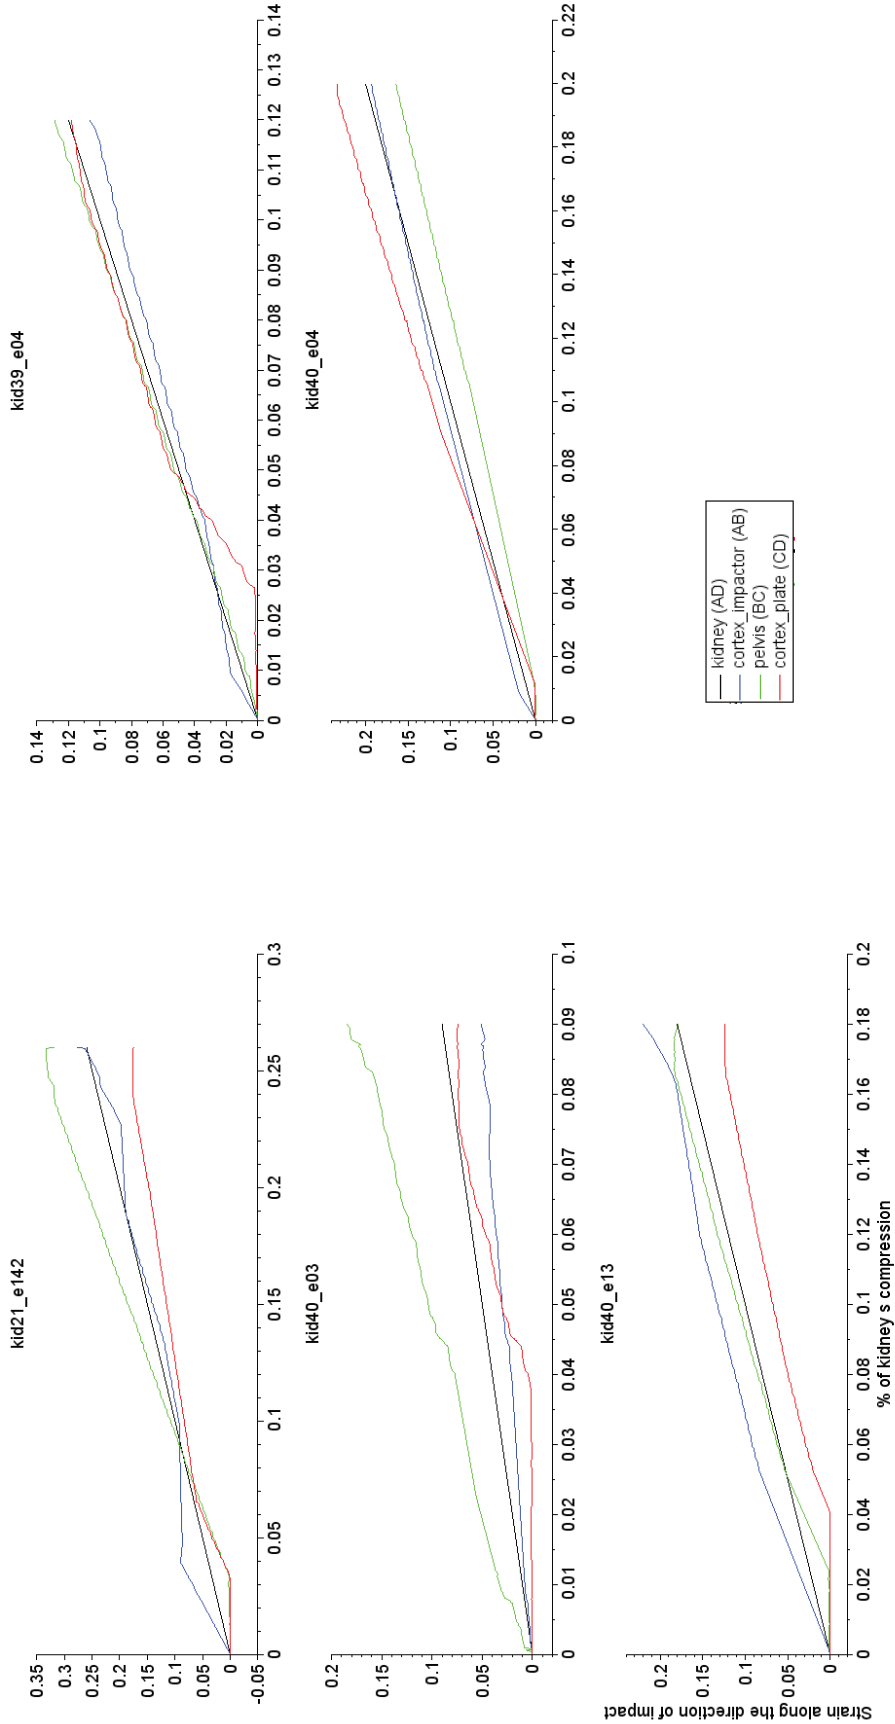 kid21_e142
0.35
0.3
0.2
0.1
0.05
0
-0.05
0 0.05 0.1 0.15 0.2 0.25 0.3
kid39_e04
0.14
0.12
0.1
0.08
0.06
0.04
0.02
0
0 0.01 0.02 0.03 0.04 0.05 0.06 0.07 0.08 0.09 0.1 0.11 0.12 0.13 0.14
kid40_e03
0.2
0.1
0.05
0
0 0.01 0.02 0.03 0.04 0.05 0.06 0.07 0.08 0.09 0.1
kid40_e04
0.2
0.15
0.1
0.05
0
0 0.02 0.04 0.06 0.08 0.1 0.12 0.14 0.16 0.18 0.2 0.22
kid40_e13
Strain along the direction of impact
0.2
0.1
0.05
0
0 0.02 0.04 0.06 0.08 0.1 0.12 0.14 0.16 0.18 0.2
% of kidney s compression
kidney (AD)
cortex_impactor (AB)
pelvis (BC)
cortex_plate (CD)